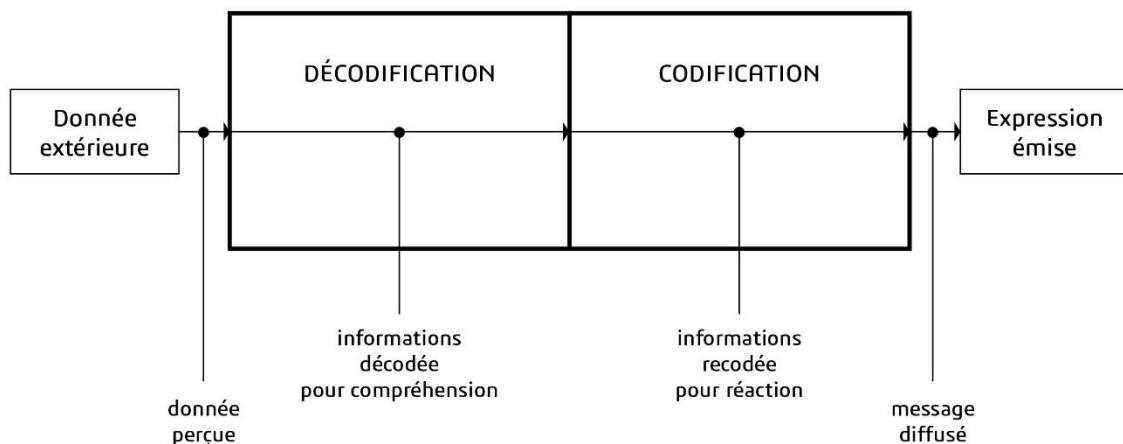 DÉCODIFICATION
CODIFICATION
Donnée
extérieure
Expression
émise
informations
décodée
pour compréhension
informations
recodée
pour réaction
donnée
perçue
message
diffusé